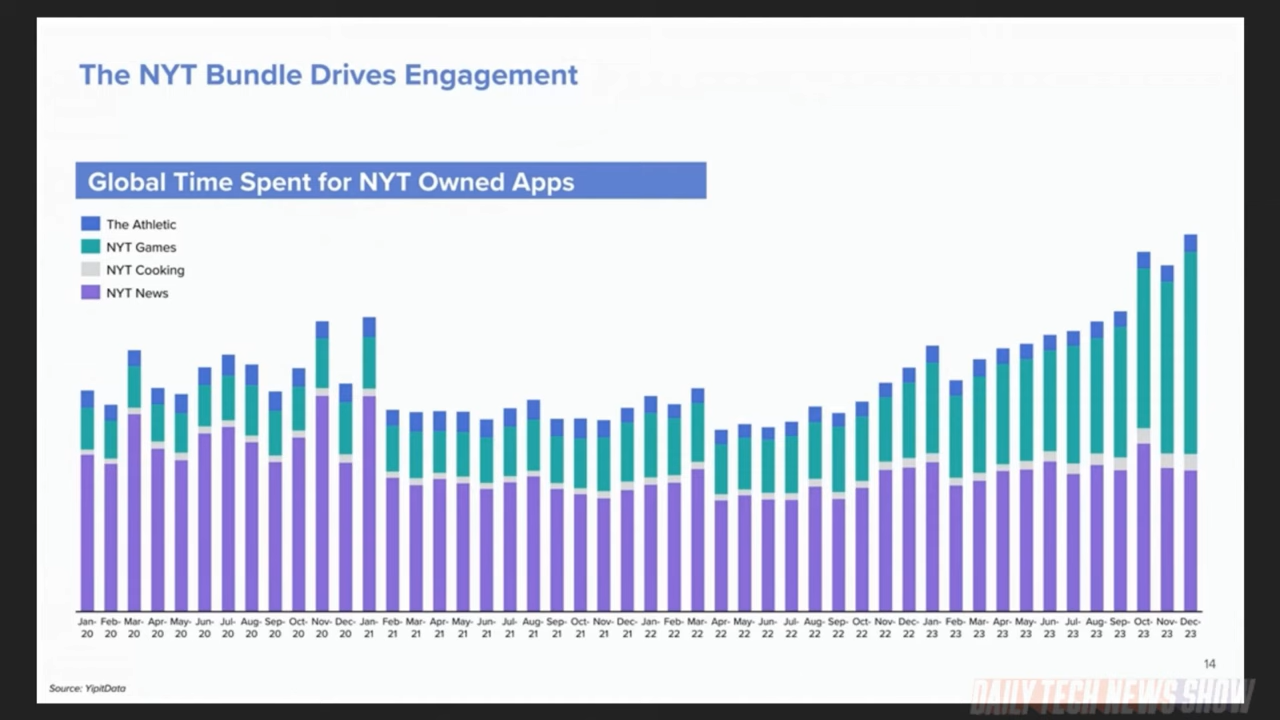 The NYT Bundle Drives Engagement
Global Time Spent for NYT Owned Apps
The Athletic
NYT Games
NYT Cooking
NYT News
Jan- Feb- Mar- Apr- May- Jun- Jul- Aug- Sep- Oct- Nov- Dec- Jan- Feb- Mar- Apr- May- Jun- Jul- Aug- Sep- Oct- Nov- Dec- Jan- Feb- Mar- Apr- May- Jun- Jul- Aug- Sep- Oct- Nov- Dec- Jan- Feb- Mar- Apr- May- Jun- Jul- Aug- Sep- Oct- Nov- Dec-
20 20 20 20 20 20 20 20 20 20 20 20 21 21 21 21 21 21 21 21 21 21 21 21 22 22 22 22 22 22 22 22 22 22 22 22 23 23 23 23 23 23 23 23 23 23 23 23
14
Source: YipitData
DAILY TECH NEWS SHOW